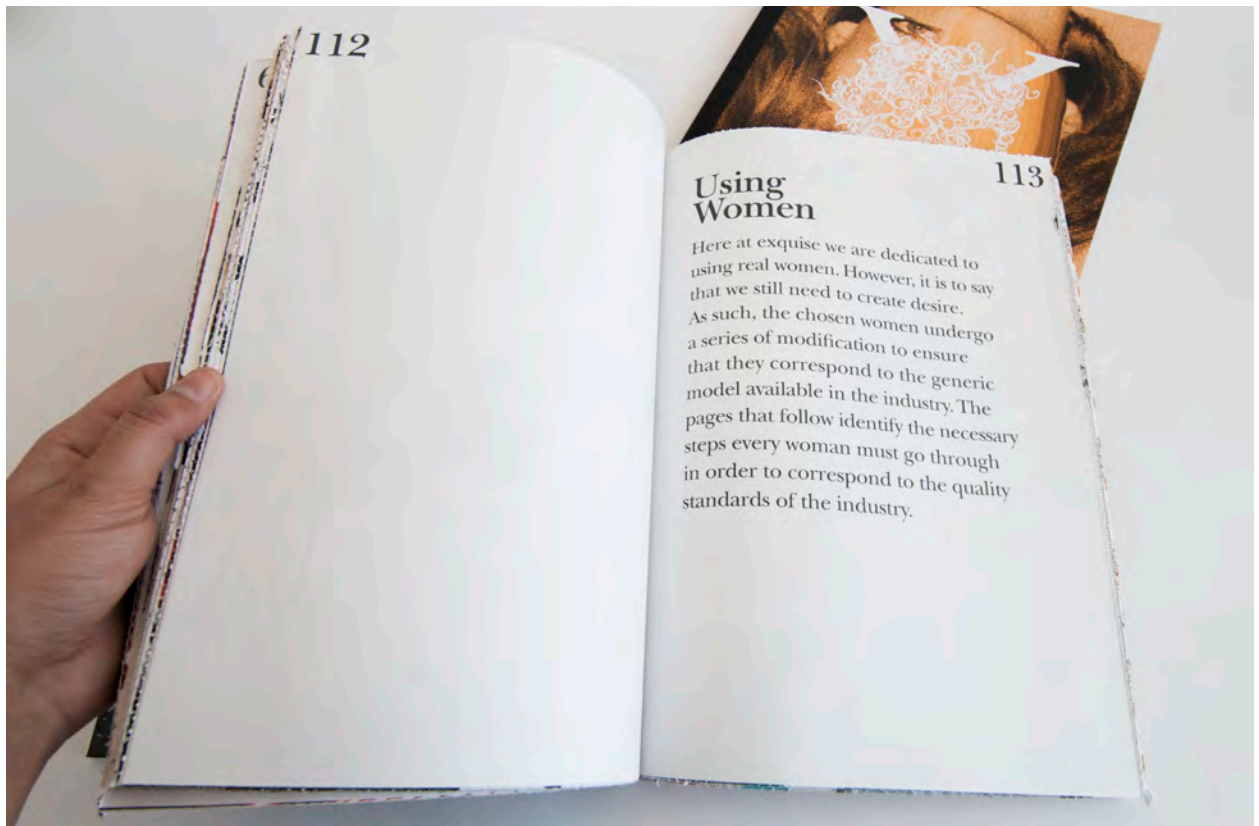 112
6
113
Using
Women
Here at exquise we are dedicated to
using real women. However, it is to say
that we still need to create desire.
As such, the chosen women undergo
a series of modification to ensure
that they correspond to the generic
model available in the industry. The
pages that follow identify the necessary
steps every woman must go through
in order to correspond to the quality
standards of the industry.